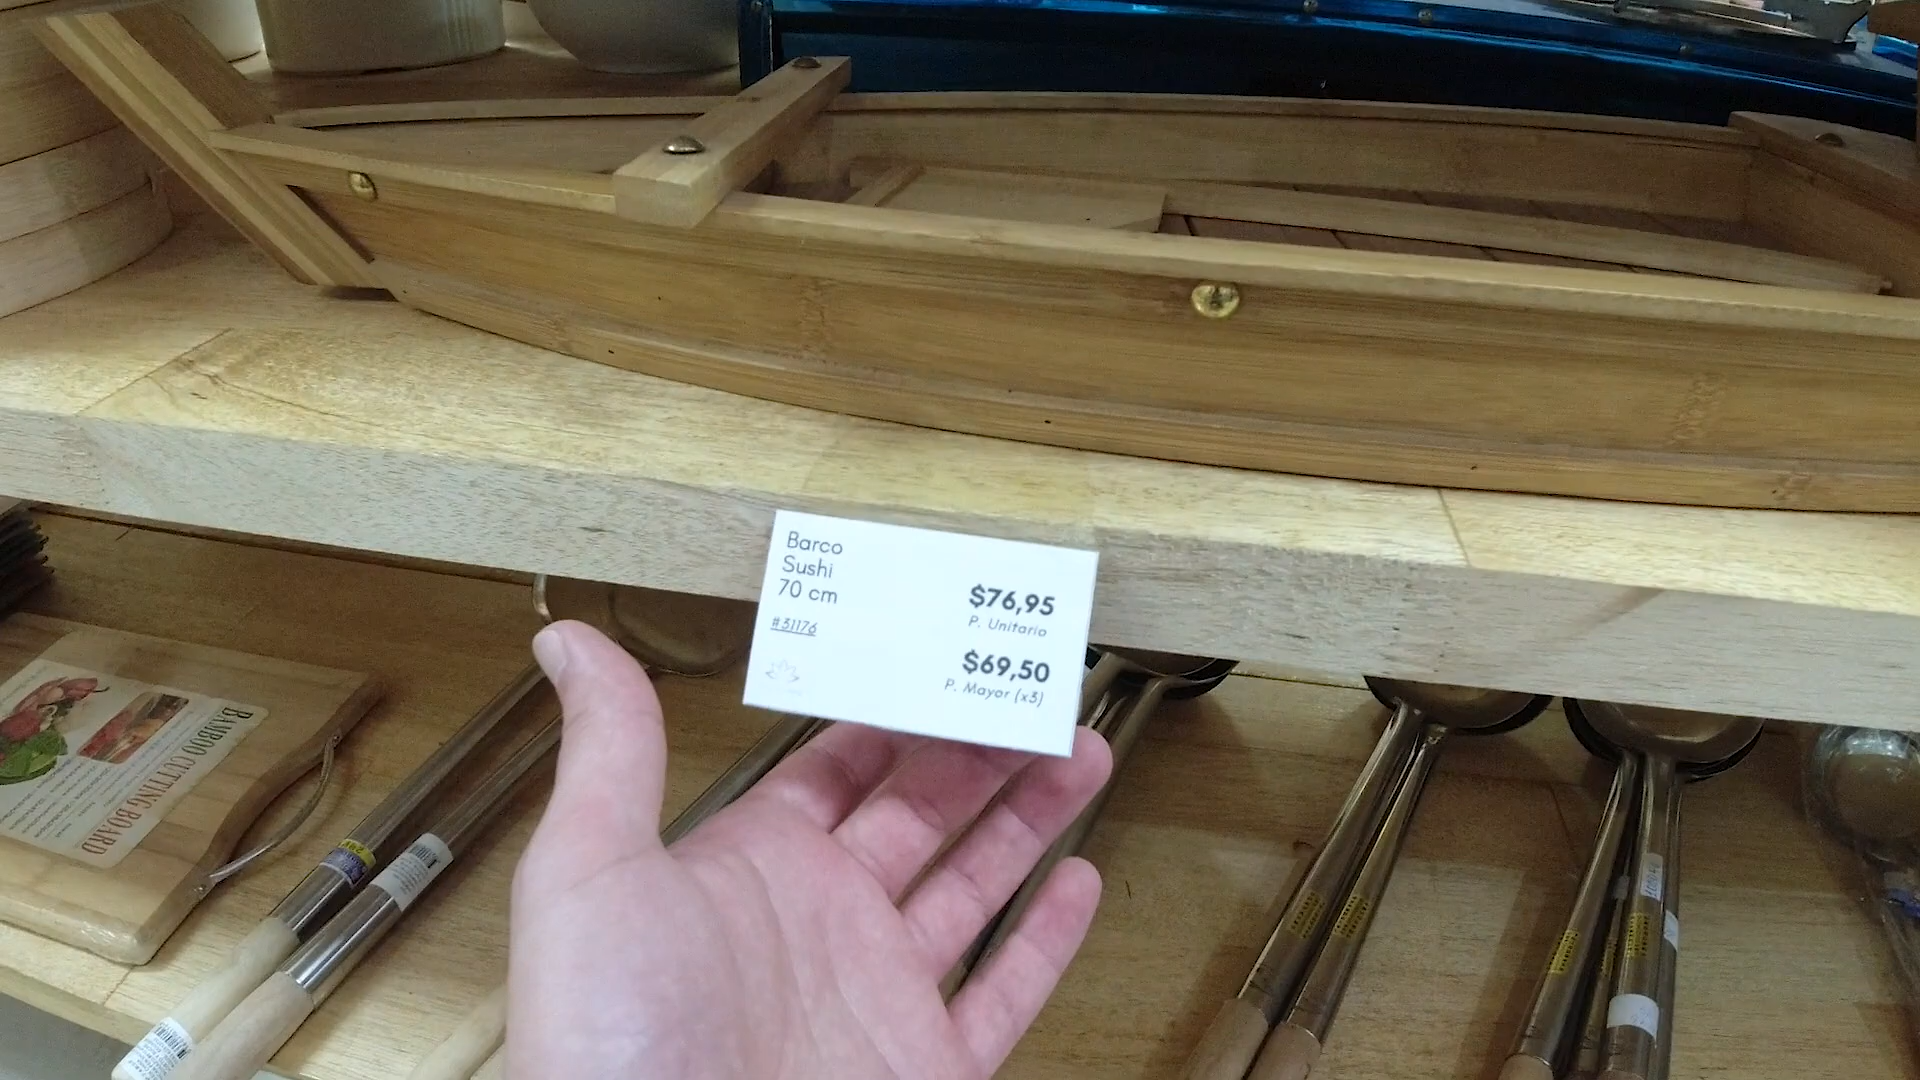 Barco
Sushi
70 cm
#31176
$76,95
P. Unitario
$69,50
P. Mayor (x3)
BAMBOO CUTTING BOARD